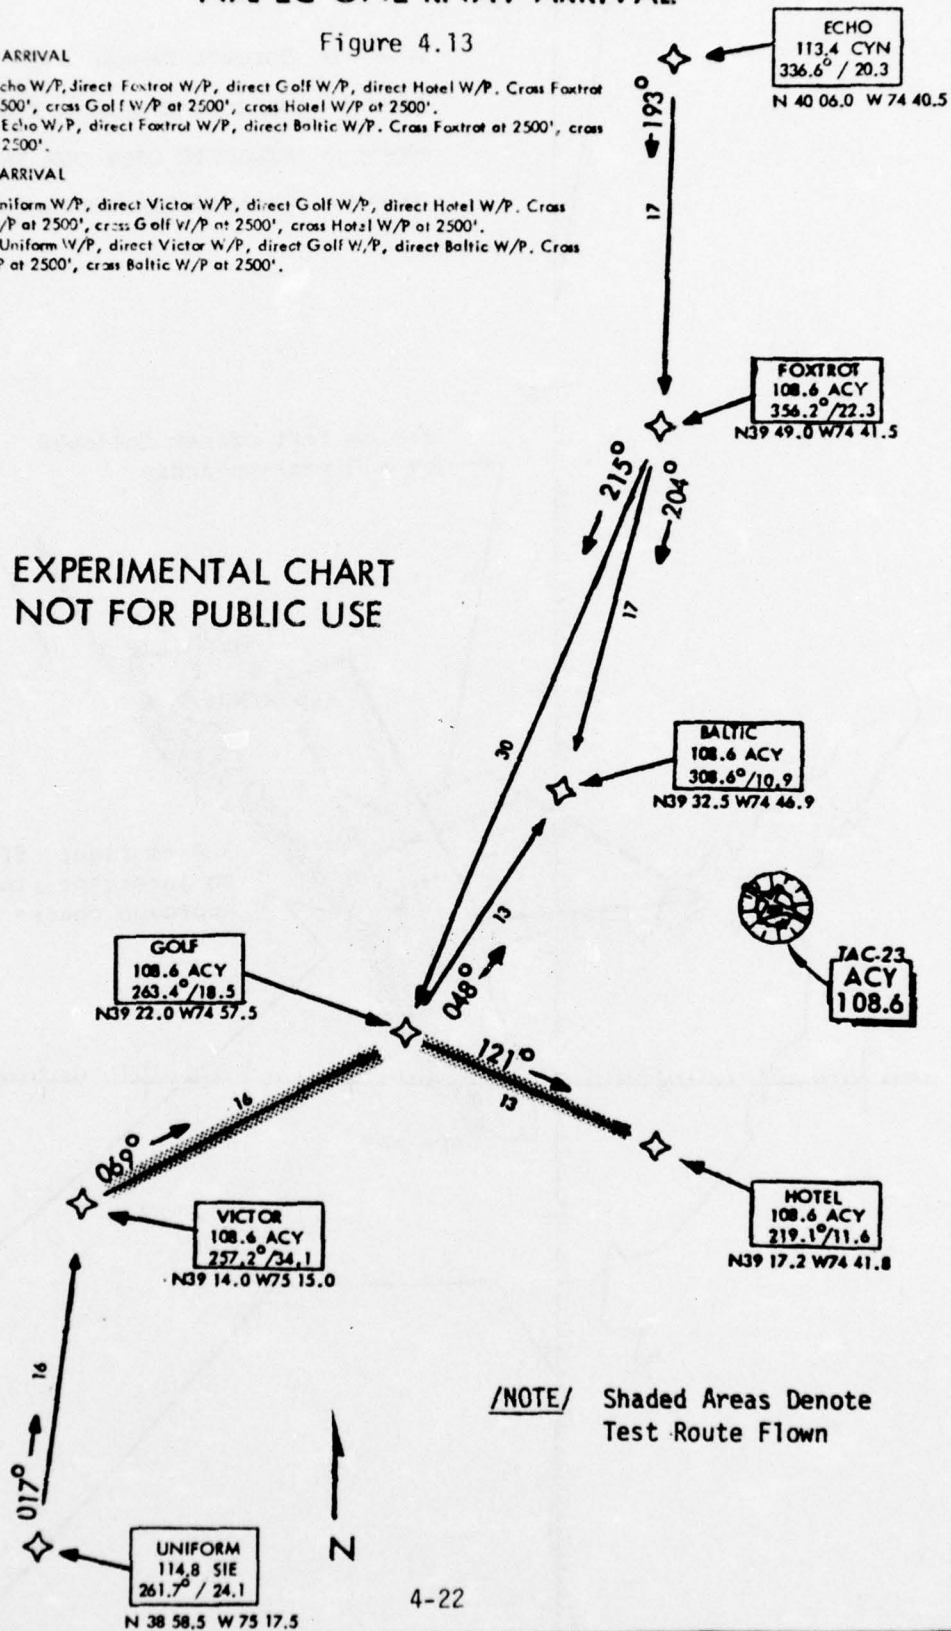 Figure 4.13
ARRIVAL
cho W/P, direct Foxtrot W/P, direct Golf W/P, direct Hotel W/P. Cross Foxtrot
500', cross Golf W/P at 2500', cross Hotel W/P at 2500'.
Echo W/P, direct Foxtrot W/P, direct Baltic W/P. Cross Foxtrot at 2500', cross
2500'.
ARRIVAL
niform W/P, direct Victor W/P, direct Golf W/P, direct Hotel W/P. Cross
/P at 2500', cross Golf W/P at 2500', cross Hotel W/P at 2500'.
Uniform W/P, direct Victor W/P, direct Golf W/P, direct Baltic W/P. Cross
P at 2500', cross Baltic W/P at 2500'.
ECHO
113.4 CYN
336.6° / 20.3
N 40 06.0 W 74 40.5
193°
17
FOXTROT
108.6 ACY
356.2°/22.3
N39 49.0 W74 41.5
215°
204°
EXPERIMENTAL CHART
NOT FOR PUBLIC USE
17
30
BALTIC
108.6 ACY
308.6°/10.9
N39 32.5 W74 46.9
13
TAC-23
ACY
108.6
GOLF
108.6 ACY
263.4°/18.5
N39 22.0 W74 57.5
048°
121°
13
16
069°
VICTOR
108.6 ACY
257.2°/34.1
N39 14.0 W75 15.0
HOTEL
108.6 ACY
219.1°/11.6
N39 17.2 W74 41.8
16
017°
/NOTE/ Shaded Areas Denote
Test Route Flown
N
UNIFORM
114.8 SIE
261.7° / 24.1
N 38 58.5 W 75 17.5
4-22